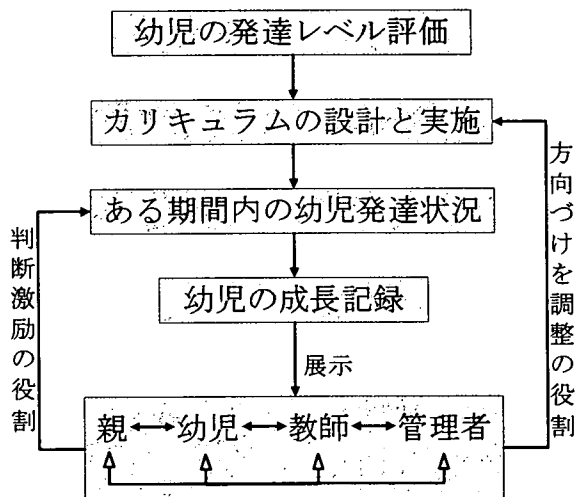 幼児の発達レベル評価
カリキュラムの設計と実施
ある期間内の幼児発達状況
幼児の成長記録
展示
親 幼児 教師 管理者
判断激励の役割
方向づけを調整の役割